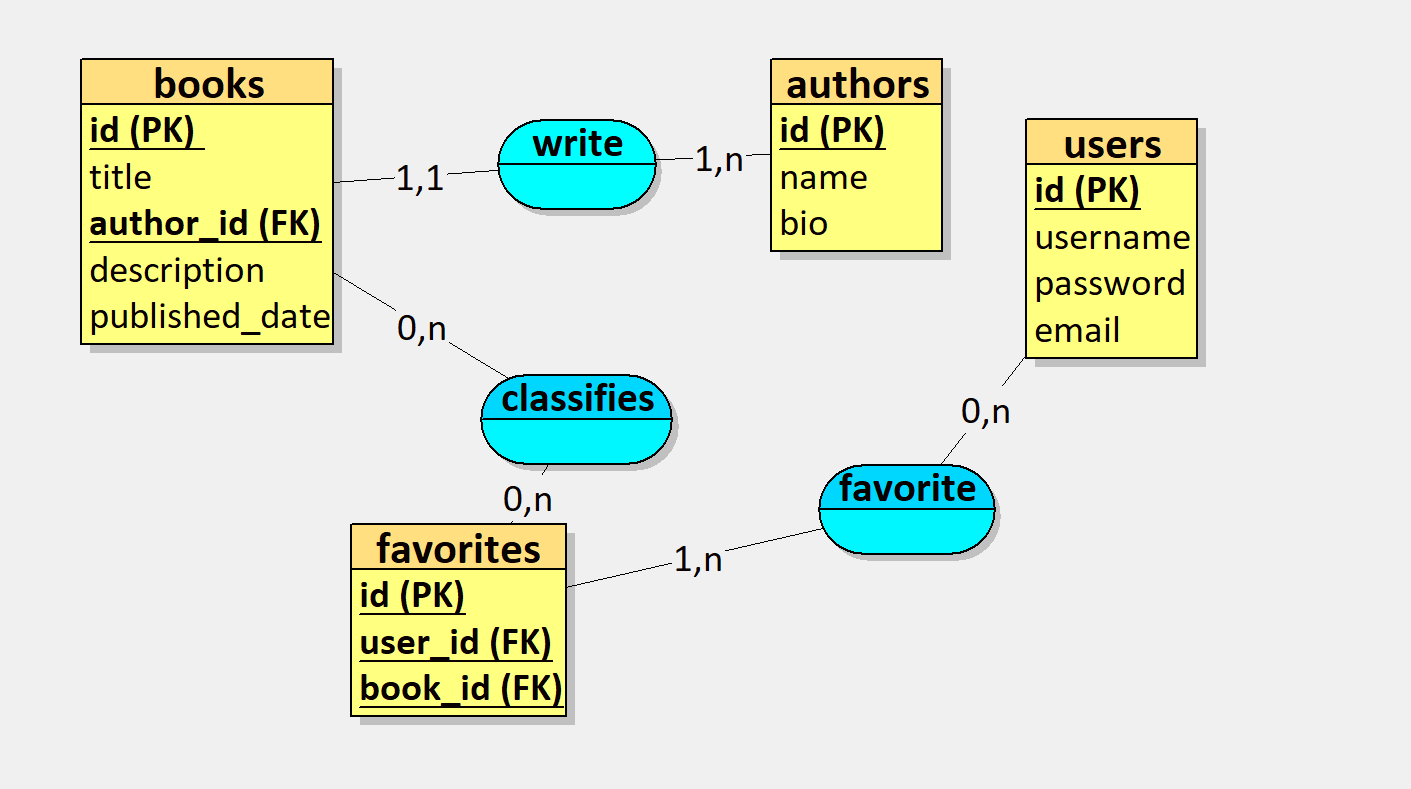 books
id (PK)
title
author_id (FK)
description
published_date
write
1,1
1,n
authors
id (PK)
name
bio
users
id (PK)
username
password
email
0,n
classifies
0,n
0,n
favorite
1,n
favorites
id (PK)
user_id (FK)
book_id (FK)